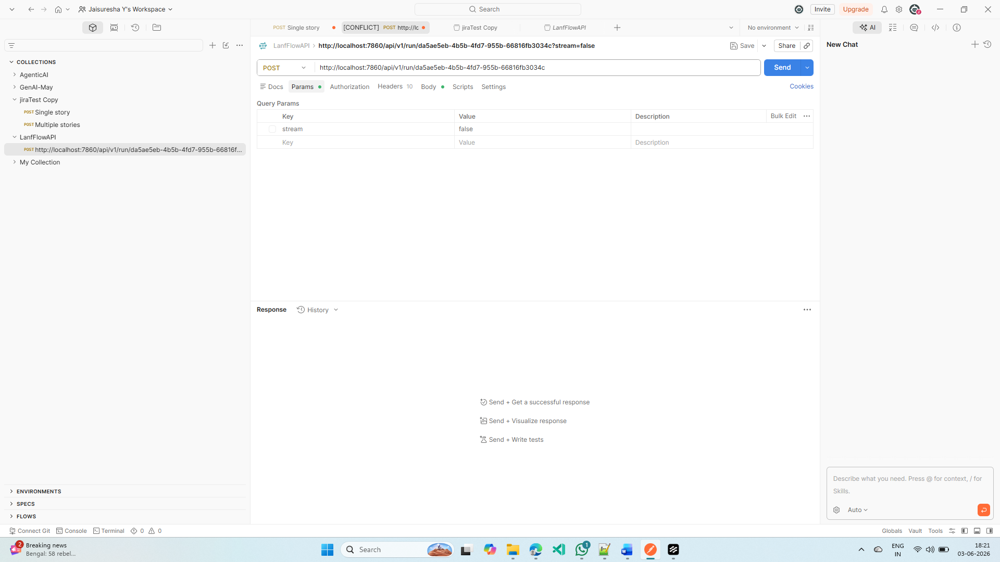 Jaisuresha Y's Workspace
Search
Invite
Upgrade
POST Single story
[CONFLICT] POST http://lc
jiraTest Copy
LanfFlowAPI
No environment
AI
LanfFlowAPI > http://localhost:7860/api/v1/run/da5ae5eb-4b5b-4fd7-955b-66816fb3034c?stream=false
Save
Share
New Chat
COLLECTIONS
AgenticAI
GenAI-May
jiraTest Copy
POST Single story
POST Multiple stories
LanfFlowAPI
POST http://localhost:7860/api/v1/run/da5ae5eb-4b5b-4fd7-955b-66816f...
My Collection
POST
http://localhost:7860/api/v1/run/da5ae5eb-4b5b-4fd7-955b-66816fb3034c
Send
Docs Params Authorization Headers 10 Body Scripts Settings Cookies
Query Params
Key Value Description Bulk Edit
stream false
Key Value Description
Response History
Send + Get a successful response
Send + Visualize response
Send + Write tests
Describe what you need. Press @ for context, / for
Skills.
Auto
ENVIRONMENTS
SPECS
FLOWS
Connect Git Console Terminal 0 0
Globals Vault Tools
2
Breaking news
Bengal: 58 rebel...
Search
1
ENG
IN
18:21
03-06-2026